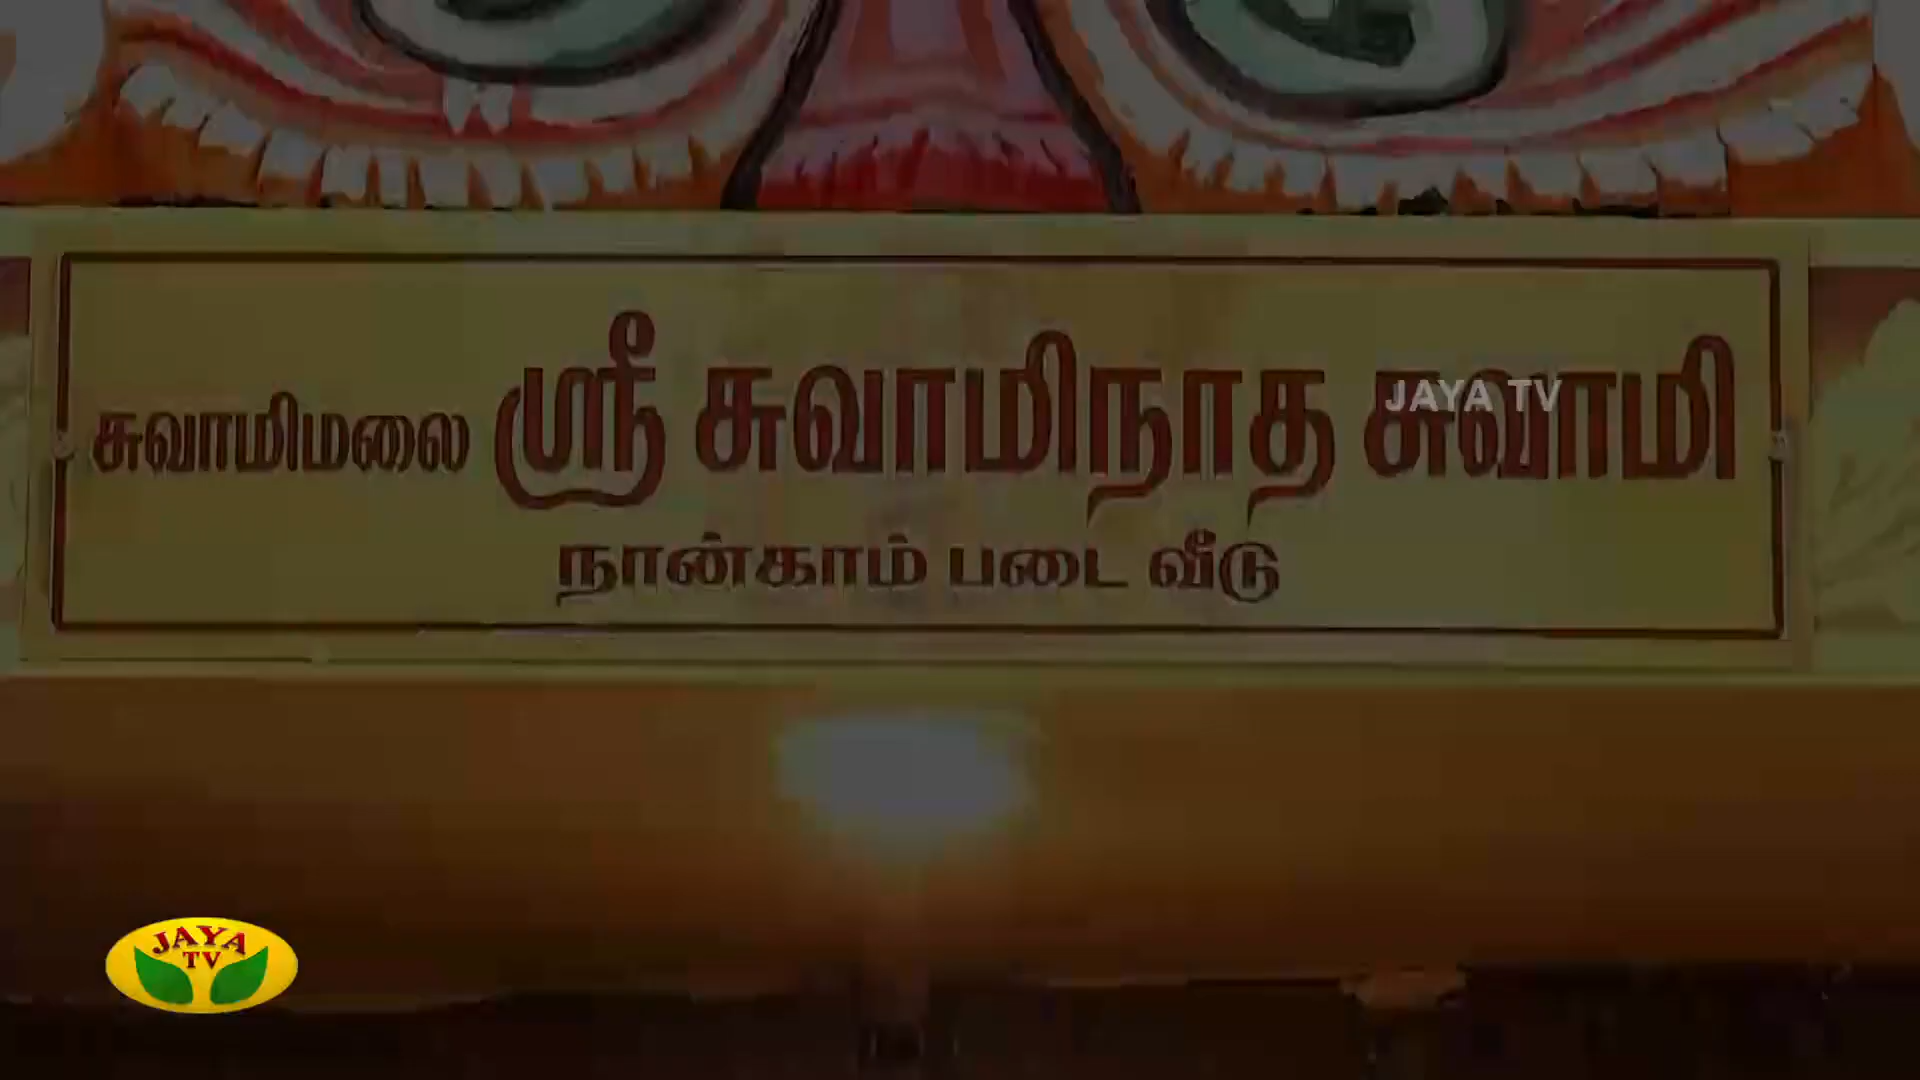 சுவாமிமலை ஸ்ரீ சுவாமிநாத சுவாமி
நான்காம் படை வீடு
JAYA TV
JAYA
TV